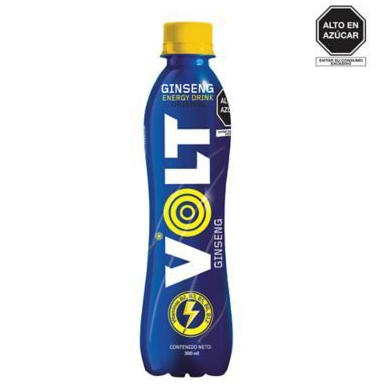 ALTO EN
AZÚCAR
EVITAR SU CONSUMO
EXCESIVO
GINSENG
ENERGY DRINK
VOLT
GINSENG
CONTENIDO NETO:
300 ml